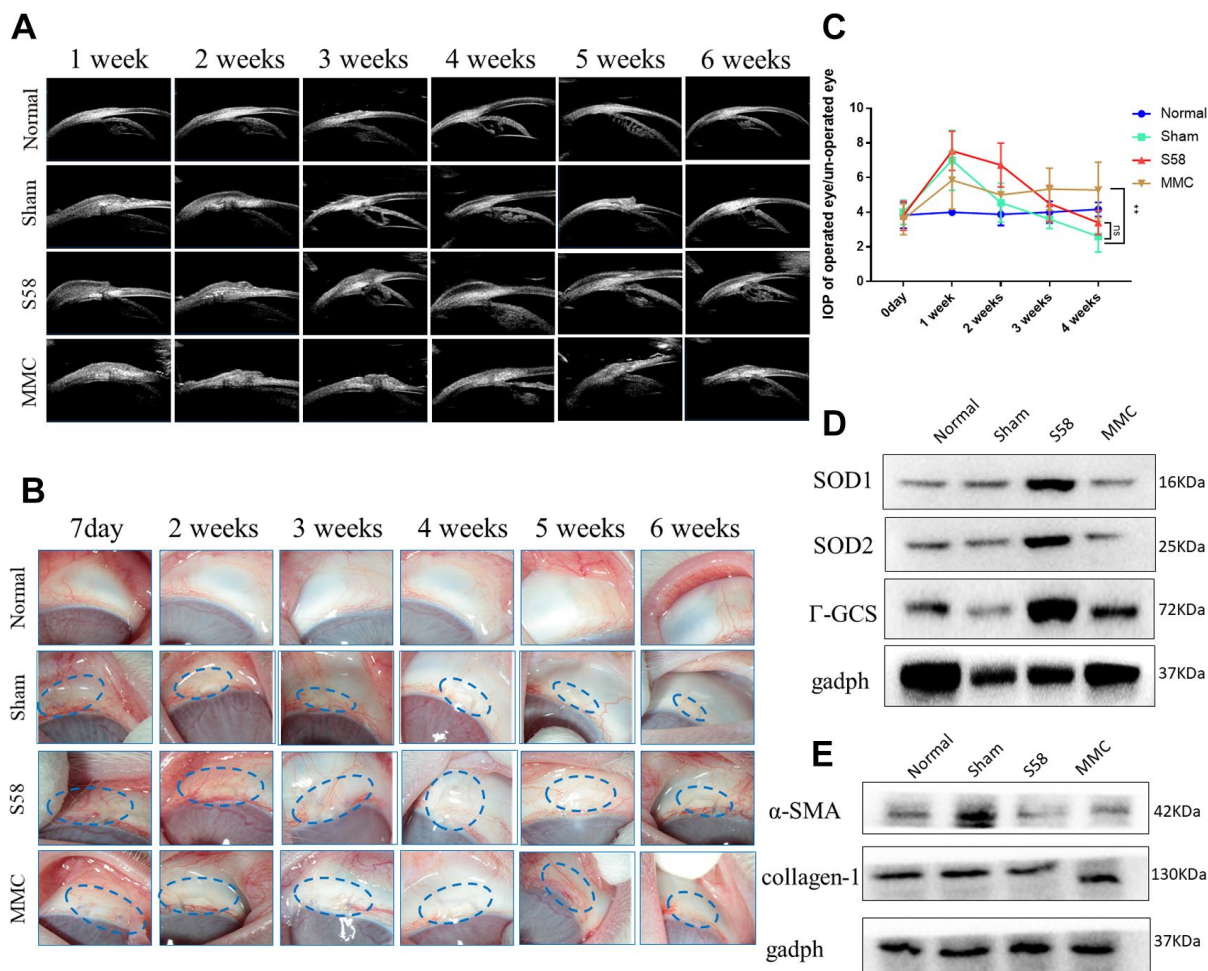 A
1 week 2 weeks 3 weeks 4 weeks 5 weeks 6 weeks
Normal
Sham
S58
MMC
B
7day 2 weeks 3 weeks 4 weeks 5 weeks 6 weeks
Normal
Sham
S58
MMC
C
IOP of operated eye/un-operated eye
10
8
6
4
2
0
0day 1 week 2 weeks 3 weeks 4 weeks
Normal
Sham
S58
MMC
**
ns
D
Normal Sham S58 MMC
SOD1 16KDa
SOD2 25KDa
Γ-GCS 72KDa
gadph 37KDa
E
Normal Sham S58 MMC
α-SMA 42KDa
collagen-1 130KDa
gadph 37KDa